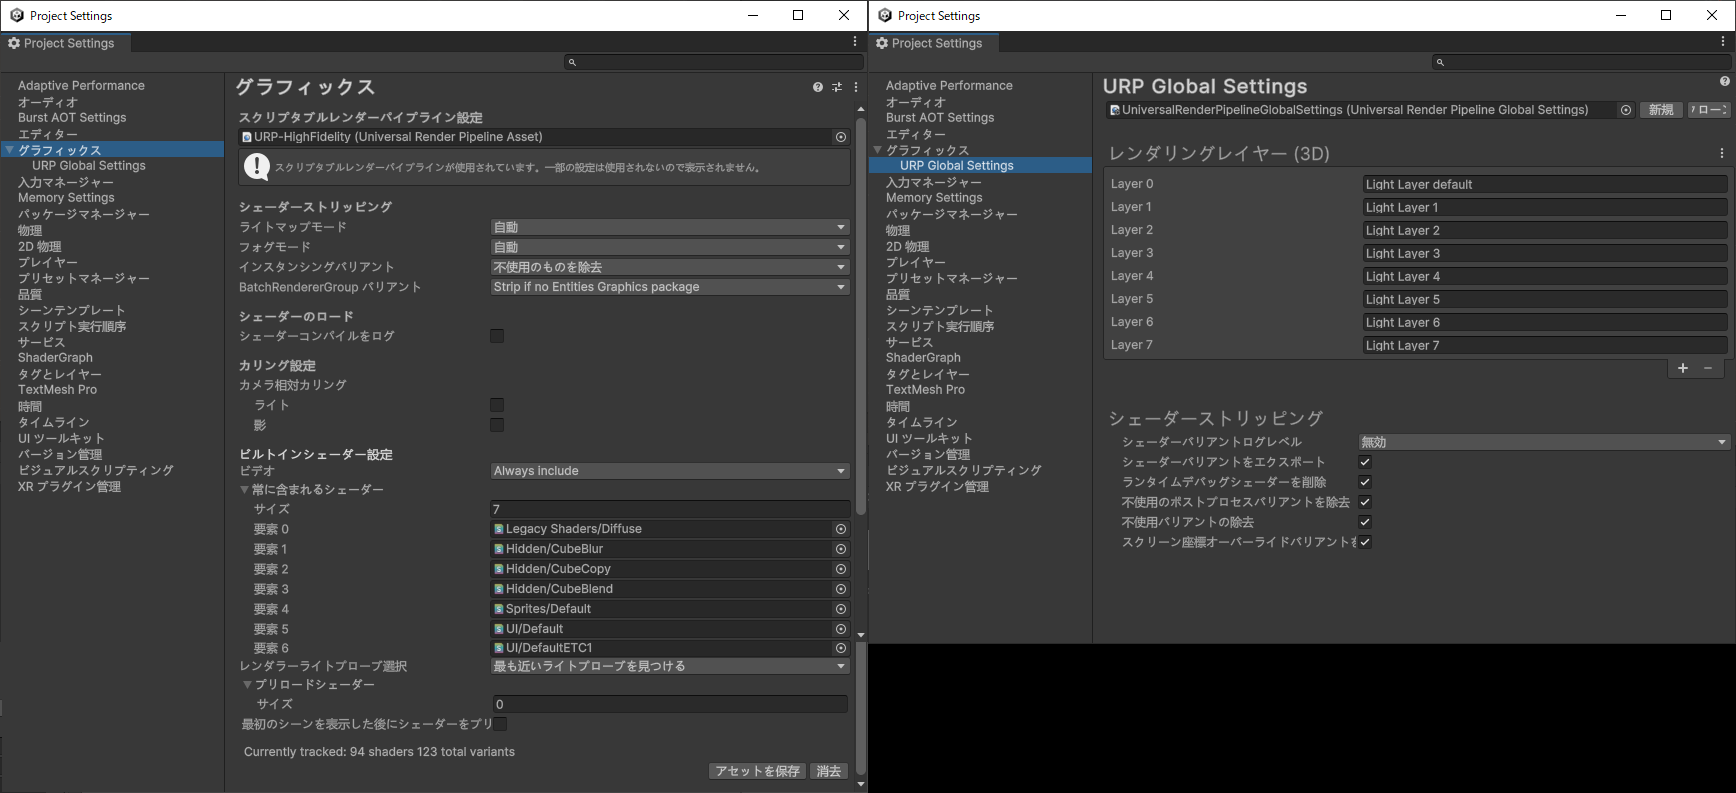 Project Settings
Project Settings
Adaptive Performance
オーディオ
Burst AOT Settings
エディター
グラフィックス
URP Global Settings
入力マネージャー
Memory Settings
パッケージマネージャー
物理
2D 物理
プレイヤー
プリセットマネージャー
品質
シーンテンプレート
スクリプト実行順序
サービス
ShaderGraph
タグとレイヤー
TextMesh Pro
時間
タイムライン
UI ツールキット
バージョン管理
ビジュアルスクリプティング
XR プラグイン管理
グラフィックス
スクリプタブルレンダーパイプライン設定
URP-HighFidelity (Universal Render Pipeline Asset)
スクリプタブルレンダーパイプラインが使用されています。一部の設定は使用されないので表示されません。
シェーダーストリッピング
ライトマップモード 自動
フォグモード 自動
インスタンシングバリアント 不使用のものを除去
BatchRendererGroup バリアント Strip if no Entities Graphics package
シェーダーのロード
シェーダーコンパイルをログ
カリング設定
カメラ相対カリング
ライト
影
ビルトインシェーダー設定
ビデオ Always include
常に含まれるシェーダー
サイズ 7
要素 0 Legacy Shaders/Diffuse
要素 1 Hidden/CubeBlur
要素 2 Hidden/CubeCopy
要素 3 Hidden/CubeBlend
要素 4 Sprites/Default
要素 5 UI/Default
要素 6 UI/DefaultETC1
レンダラーライトプローブ選択 最も近いライトプローブを見つける
プリロードシェーダー
サイズ 0
最初のシーンを表示した後にシェーダーをプリ
Currently tracked: 94 shaders 123 total variants
アセットを保存 消去
Project Settings
Project Settings
Adaptive Performance
オーディオ
Burst AOT Settings
エディター
グラフィックス
URP Global Settings
入力マネージャー
Memory Settings
パッケージマネージャー
物理
2D 物理
プレイヤー
プリセットマネージャー
品質
シーンテンプレート
スクリプト実行順序
サービス
ShaderGraph
タグとレイヤー
TextMesh Pro
時間
タイムライン
UI ツールキット
バージョン管理
ビジュアルスクリプティング
XR プラグイン管理
URP Global Settings
UniversalRenderPipelineGlobalSettings (Universal Render Pipeline Global Settings) 新規
レンダリングレイヤー (3D)
Layer 0 Light Layer default
Layer 1 Light Layer 1
Layer 2 Light Layer 2
Layer 3 Light Layer 3
Layer 4 Light Layer 4
Layer 5 Light Layer 5
Layer 6 Light Layer 6
Layer 7 Light Layer 7
シェーダーストリッピング
シェーダーバリアントログレベル 無効
シェーダーバリアントをエクスポート
ランタイムデバッグシェーダーを削除
不使用のポストプロセスバリアントを除去
不使用バリアントの除去
スクリーン座標オーバーライドバリアントを